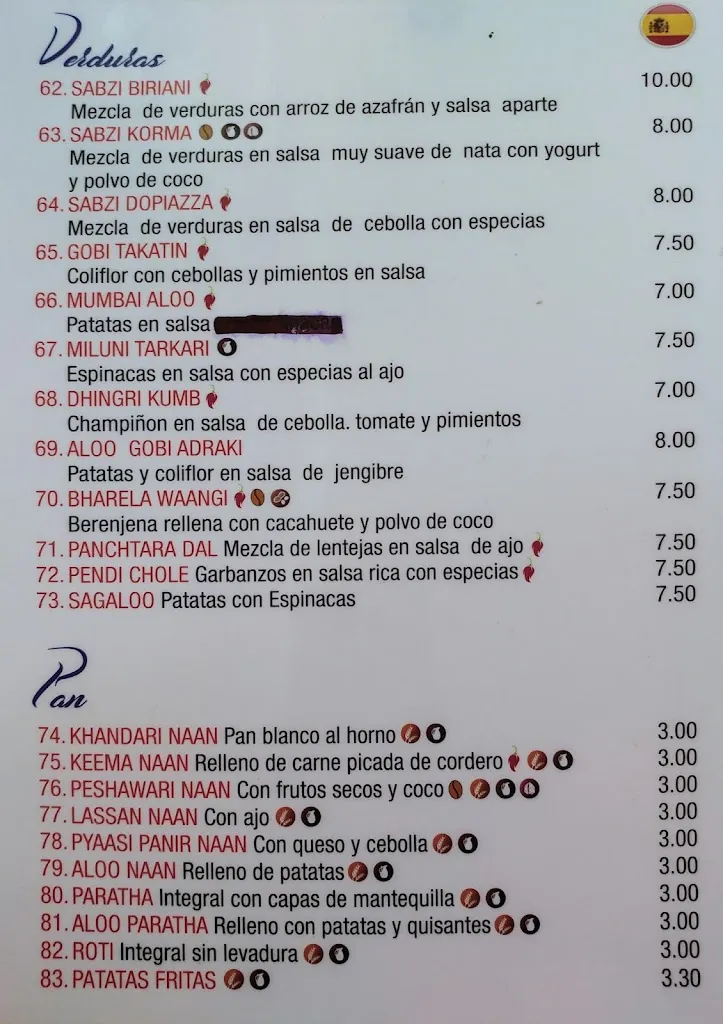 Verduras
62. SABZI BIRIANI 10.00
Mezcla de verduras con arroz de azafrán y salsa aparte
63. SABZI KORMA 8.00
Mezcla de verduras en salsa muy suave de nata con yogurt
y polvo de coco
64. SABZI DOPIAZZA 8.00
Mezcla de verduras en salsa de cebolla con especias
65. GOBI TAKATIN 7.50
Coliflor con cebollas y pimientos en salsa
66. MUMBAI ALOO 7.00
Patatas en salsa
67. MILUNI TARKARI 7.50
Espinacas en salsa con especias al ajo
68. DHINGRI KUMB 7.00
Champiñon en salsa de cebolla. tomate y pimientos
69. ALOO GOBI ADRAKI 8.00
Patatas y coliflor en salsa de jengibre
70. BHARELA WAANGI 7.50
Berenjena rellena con cacahuete y polvo de coco
71. PANCHTARA DAL Mezcla de lentejas en salsa de ajo 7.50
72. PENDI CHOLE Garbanzos en salsa rica con especias 7.50
73. SAGALOO Patatas con Espinacas 7.50
Pan
74. KHANDARI NAAN Pan blanco al horno 3.00
75. KEEMA NAAN Relleno de carne picada de cordero 3.00
76. PESHAWARI NAAN Con frutos secos y coco 3.00
77. LASSAN NAAN Con ajo 3.00
78. PYAASI PANIR NAAN Con queso y cebolla 3.00
79. ALOO NAAN Relleno de patatas 3.00
80. PARATHA Integral con capas de mantequilla 3.00
81. ALOO PARATHA Relleno con patatas y quisantes 3.00
82. ROTI Integral sin levadura 3.00
83. PATATAS FRITAS 3.30